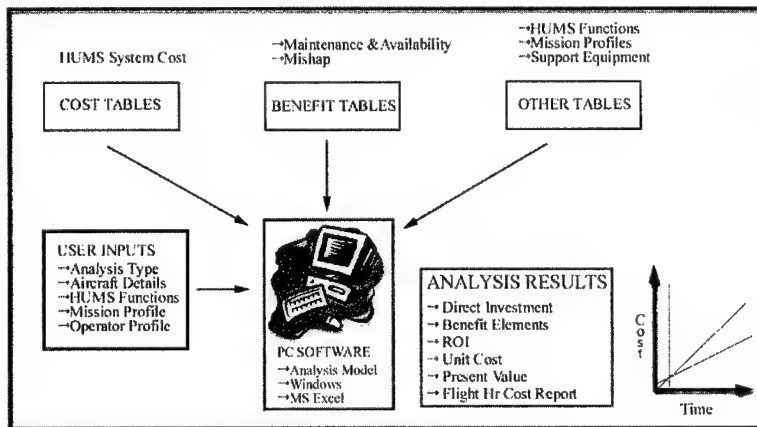 HUMS System Cost
→Maintenance & Availability
→Mishap
→HUMS Functions
→Mission Profiles
→Support Equipment
COST TABLES
BENEFIT TABLES
OTHER TABLES
USER INPUTS
→Analysis Type
→Aircraft Details
→HUMS Functions
→Mission Profile
→Operator Profile
PC SOFTWARE
→Analysis Model
→Windows
→MS Excel
ANALYSIS RESULTS
→ Direct Investment
→ Benefit Elements
→ ROI
→ Unit Cost
→ Present Value
→ Flight Hr Cost Report
Cost
Time